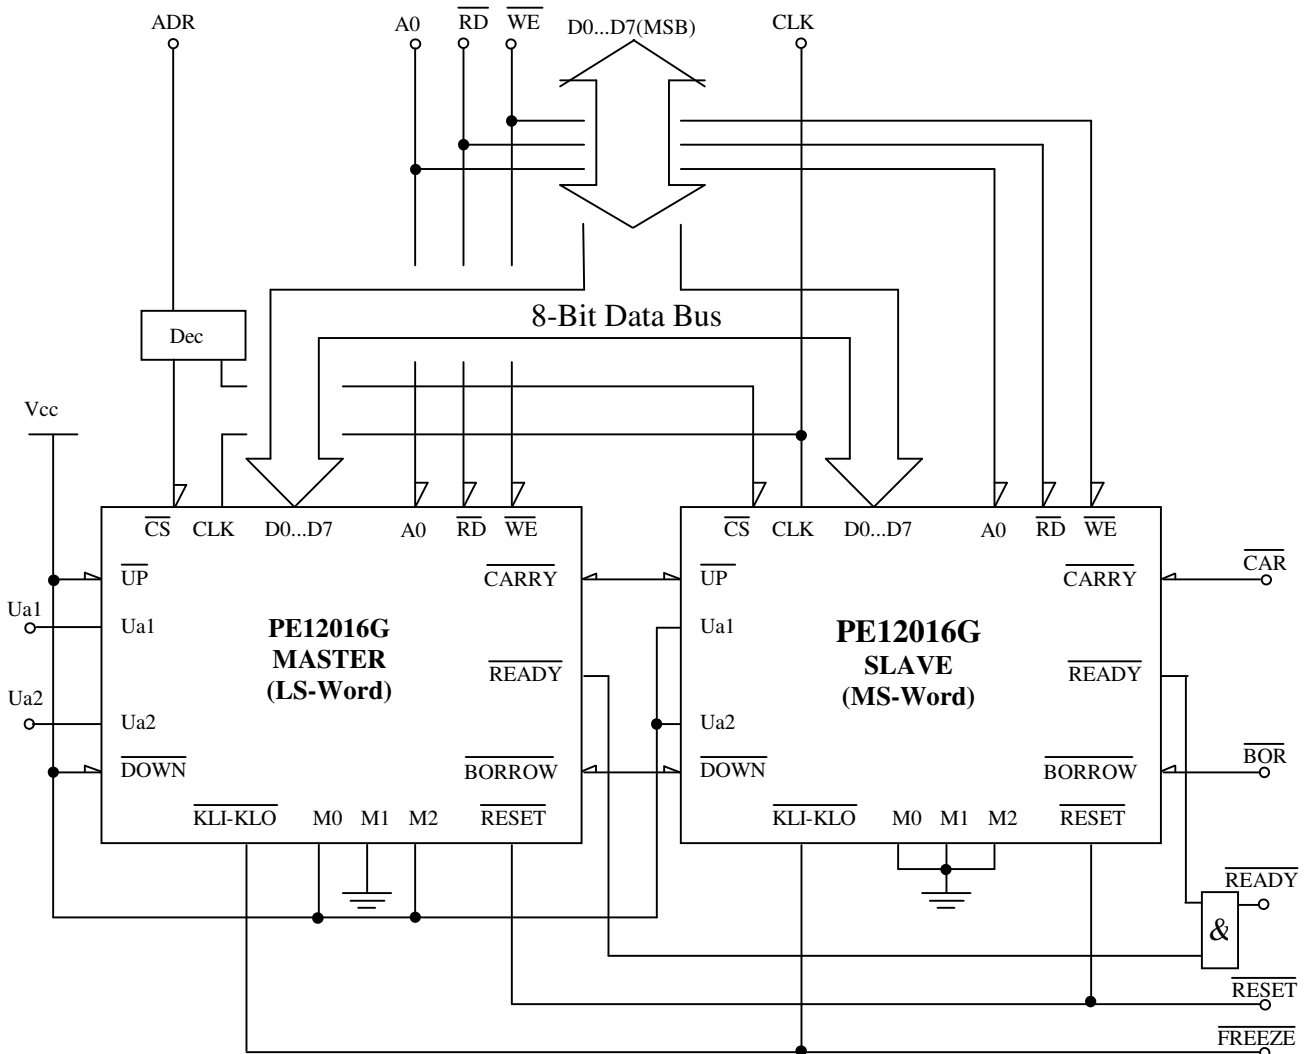 ADR A0 RD WE D0...D7(MSB) CLK
8-Bit Data Bus
Dec
Vcc
CS CLK D0...D7 A0 RD WE
CS CLK D0...D7 A0 RD WE
UP CARRY
UP CARRY
CAR
Ua1
Ua1
PE12016G
MASTER
(LS-Word)
Ua1
PE12016G
SLAVE
(MS-Word)
READY
READY
Ua2
Ua2
Ua2
DOWN BORROW
DOWN BORROW
BOR
KLI-KLO M0 M1 M2 RESET
KLI-KLO M0 M1 M2 RESET
READY
&
RESET
FREEZE